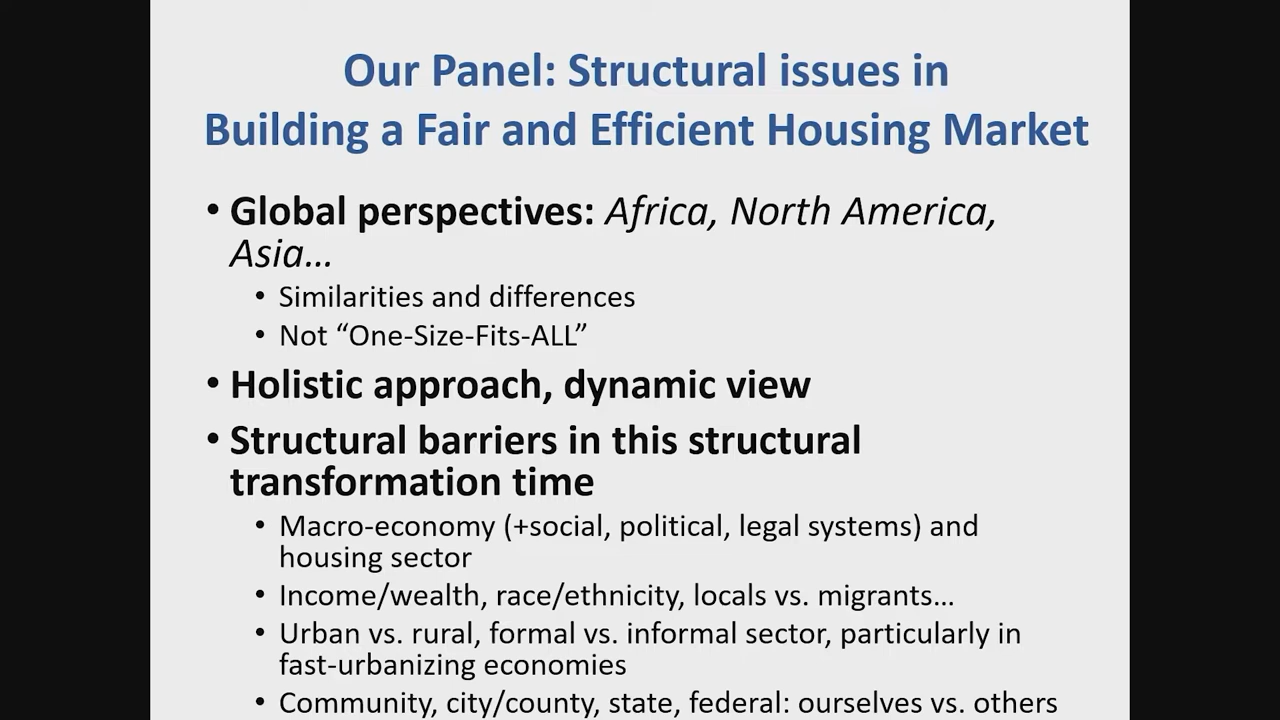 Our Panel: Structural issues in
Building a Fair and Efficient Housing Market
• Global perspectives: Africa, North America,
Asia…
• Similarities and differences
• Not “One-Size-Fits-ALL”
• Holistic approach, dynamic view
• Structural barriers in this structural
transformation time
• Macro-economy (+social, political, legal systems) and
housing sector
• Income/wealth, race/ethnicity, locals vs. migrants…
• Urban vs. rural, formal vs. informal sector, particularly in
fast-urbanizing economies
• Community, city/county, state, federal: ourselves vs. others